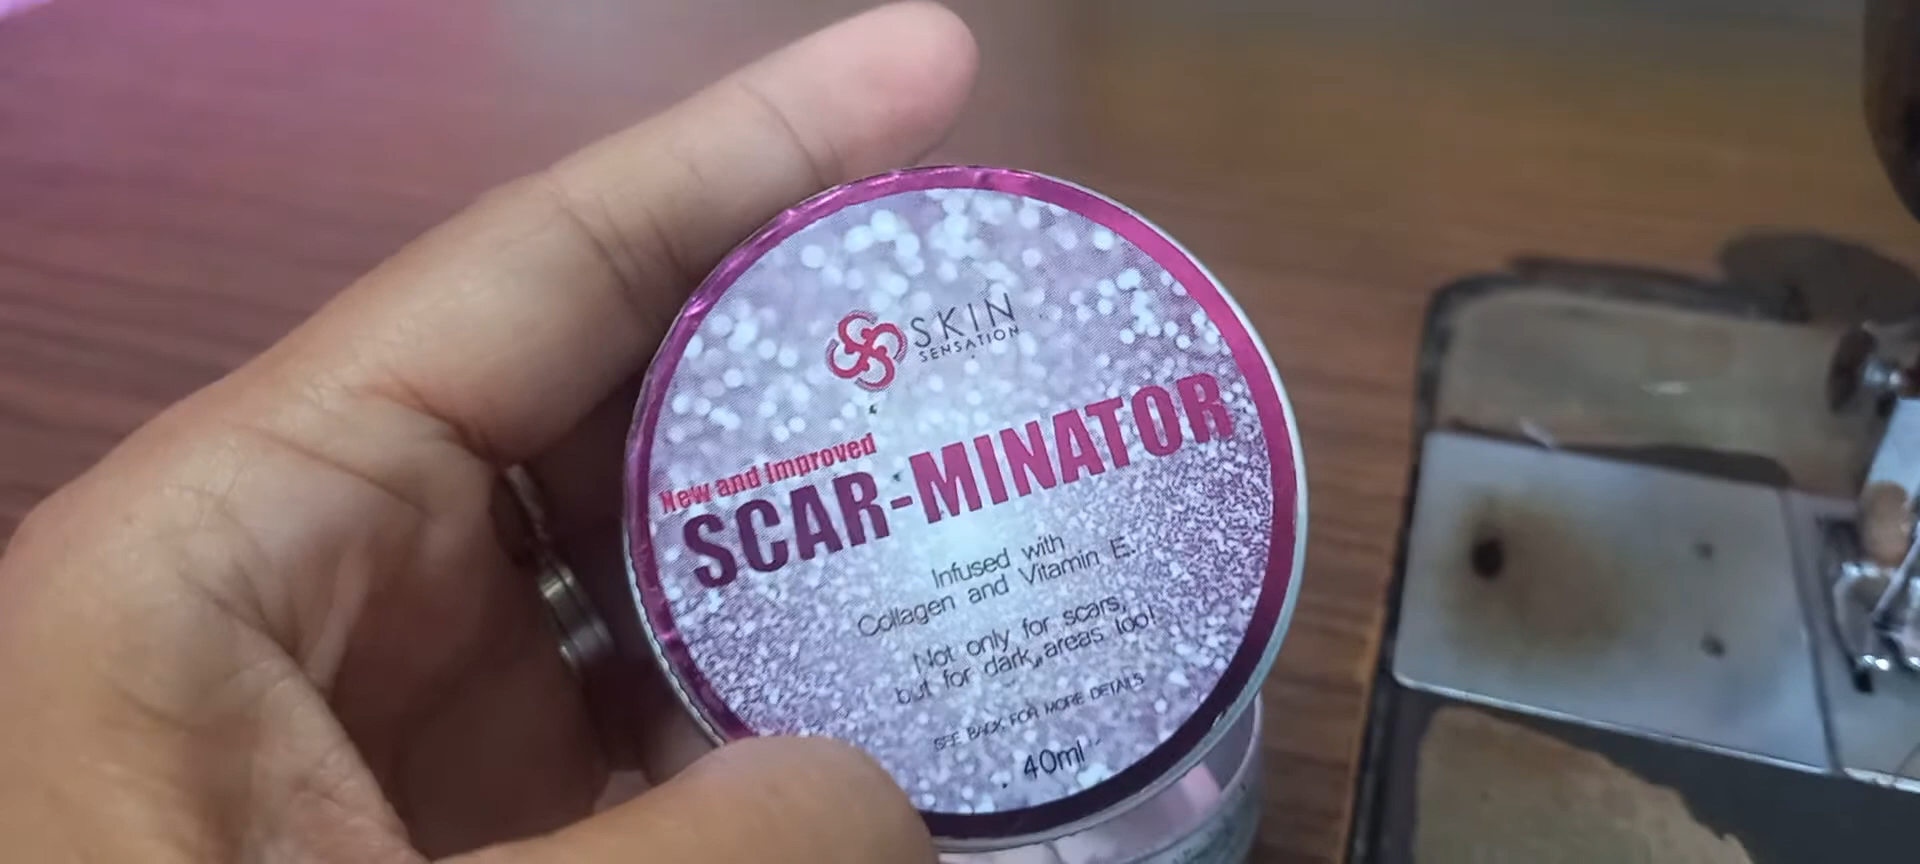 SKIN
SENSATION
New and Improved
SCAR-MINATOR
Infused with
Collagen and Vitamin E.
Not only for scars,
but for dark areas too!
SEE BACK FOR MORE DETAILS
40ml